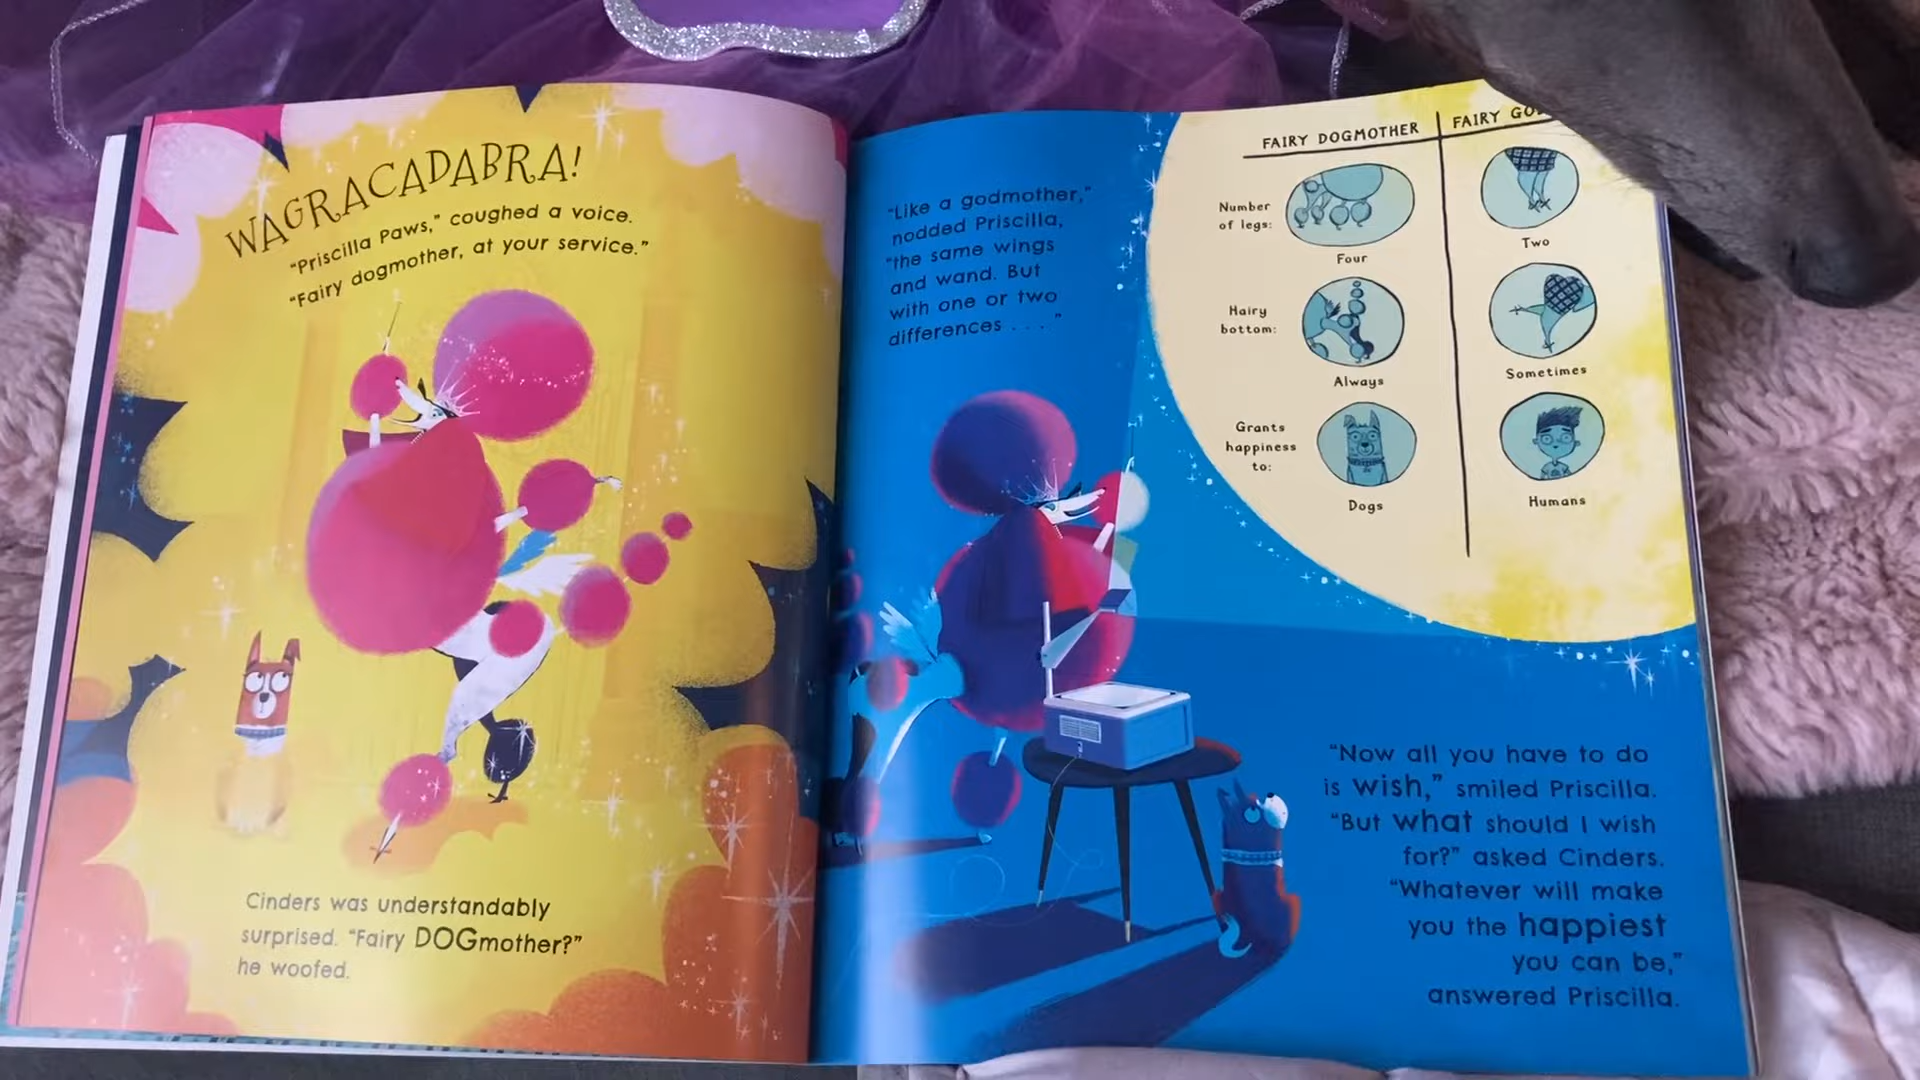 WAGRACADABRA!
“Priscilla Paws,” coughed a voice.
“Fairy dogmother, at your service.”
Cinders was understandably
surprised. “Fairy DOGmother?”
he woofed.
“Like a godmother,”
nodded Priscilla,
“the same wings
and wand. But
with one or two
differences . . . ”
FAIRY DOGMOTHER
FAIRY
Number
of legs:
Four
Two
Hairy
bottom:
Always
Sometimes
Grants
happiness
to:
Dogs
Humans
“Now all you have to do
is wish,” smiled Priscilla.
“But what should I wish
for?” asked Cinders.
“Whatever will make
you the happiest
you can be,”
answered Priscilla.